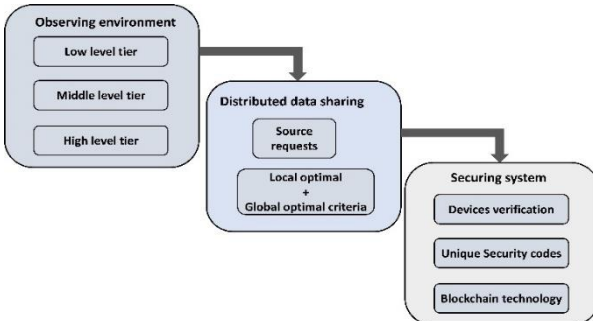 Observing environment
Low level tier
Middle level tier
High level tier
Distributed data sharing
Source
requests
Local optimal
+
Global optimal criteria
Securing system
Devices verification
Unique Security codes
Blockchain technology